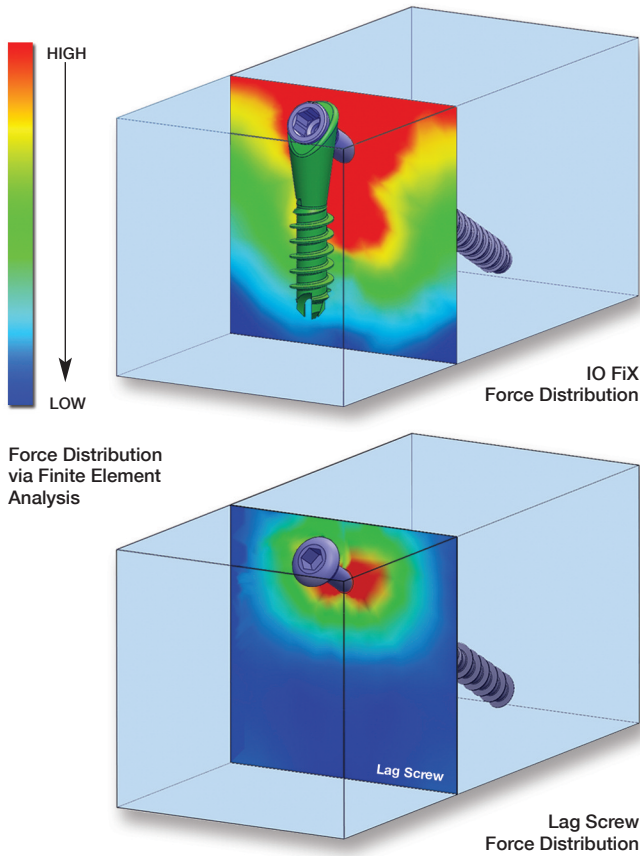 HIGH
LOW
IO FiX
Force Distribution
Force Distribution
via Finite Element
Analysis
Lag Screw
Lag Screw
Force Distribution